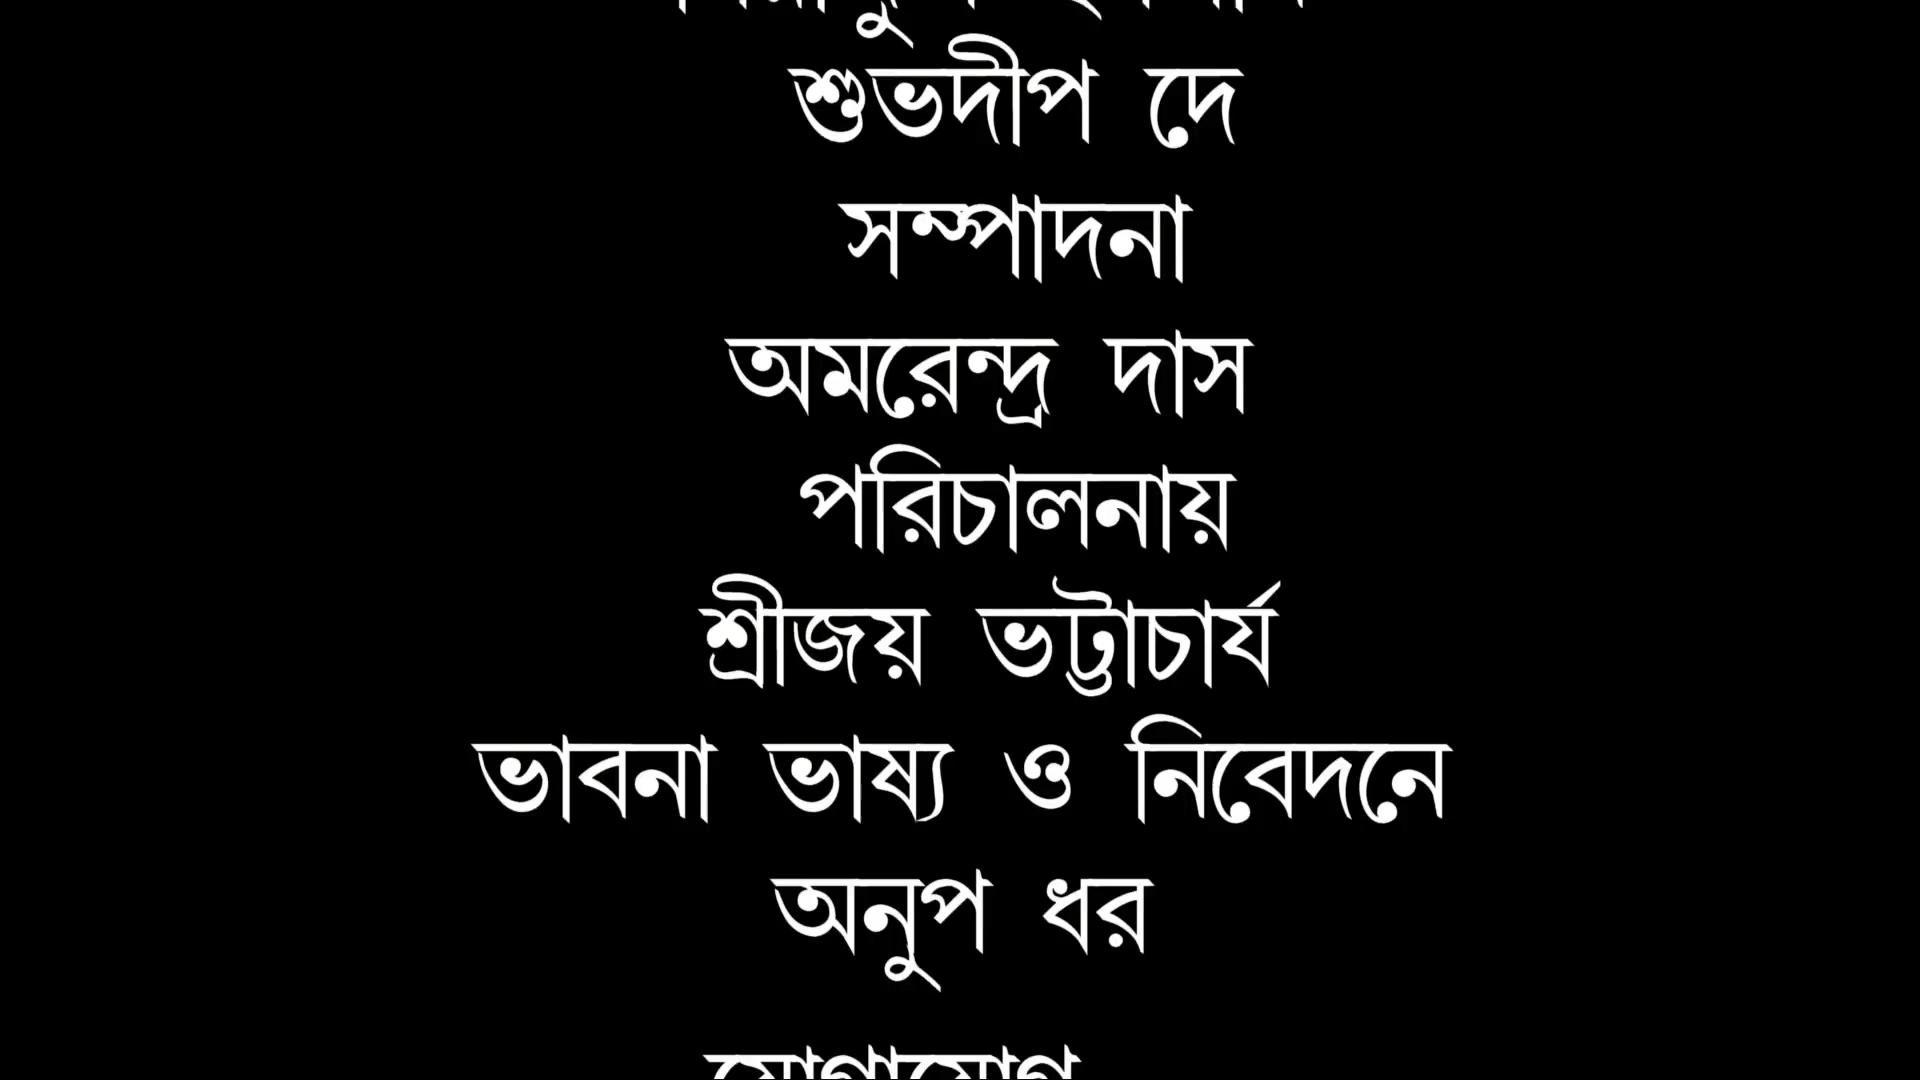 শুভদীপ দে
সম্পাদনা
অমরেন্দ্র দাস
পরিচালনায়
শ্রীজয় ভট্টাচার্য
ভাবনা ভাষ্য ও নিবেদনে
অনুপ ধর
যোগাযোগ